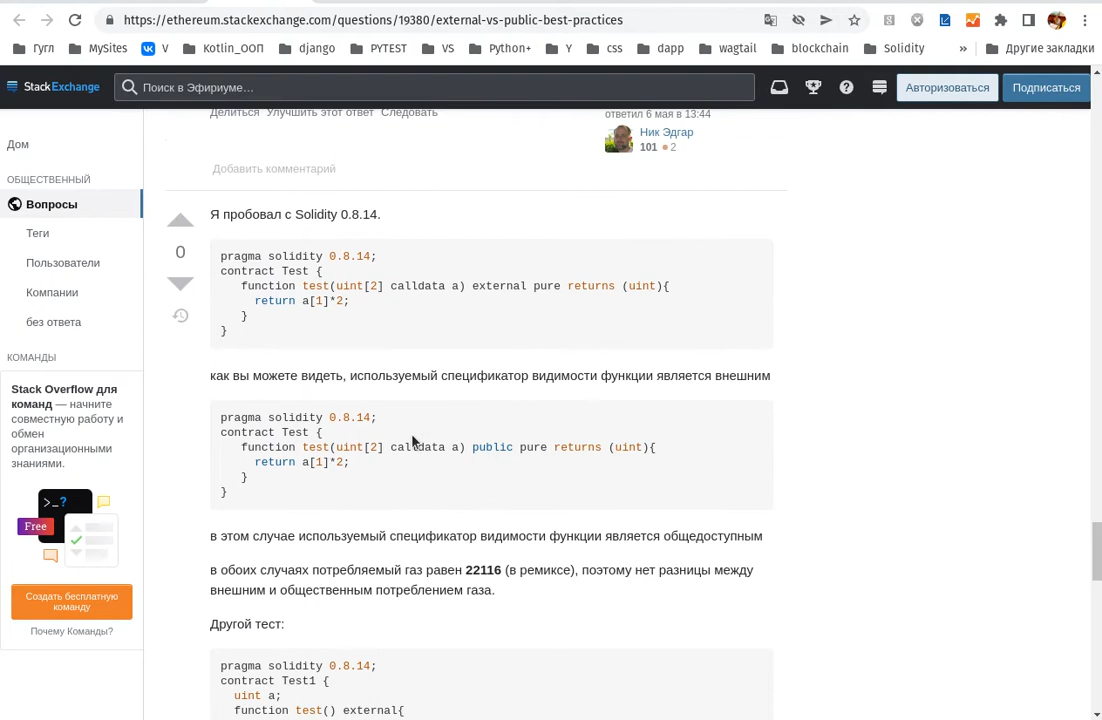 https://ethereum.stackexchange.com/questions/19380/external-vs-public-best-practices
Гугл MySites V Kotlin_ООП django PYTEST VS Python+ Y css dapp wagtail blockchain Solidity » Другие закладки
StackExchange Поиск в Эфириуме… Авторизоваться Подписаться
Дом
ОБЩЕСТВЕННЫЙ
Вопросы
Теги
Пользователи
Компании
без ответа
КОМАНДЫ
Stack Overflow для
команд — начните
совместную работу и
обмен
организационными
знаниями.
>_?
Free
Создать бесплатную
команду
Почему Команды?
Делиться Улучшить этот ответ Следовать
ответил 6 мая в 13:44
Ник Эдгар
101 ● 2
Добавить комментарий
0
Я пробовал с Solidity 0.8.14.
pragma solidity 0.8.14;
contract Test {
function test(uint[2] calldata a) external pure returns (uint){
return a[1]*2;
}
}
как вы можете видеть, используемый спецификатор видимости функции является внешним
pragma solidity 0.8.14;
contract Test {
function test(uint[2] calldata a) public pure returns (uint){
return a[1]*2;
}
}
в этом случае используемый спецификатор видимости функции является общедоступным
в обоих случаях потребляемый газ равен 22116 (в ремиксе), поэтому нет разницы между
внешним и общественным потреблением газа.
Другой тест:
pragma solidity 0.8.14;
contract Test1 {
uint a;
function test() external{